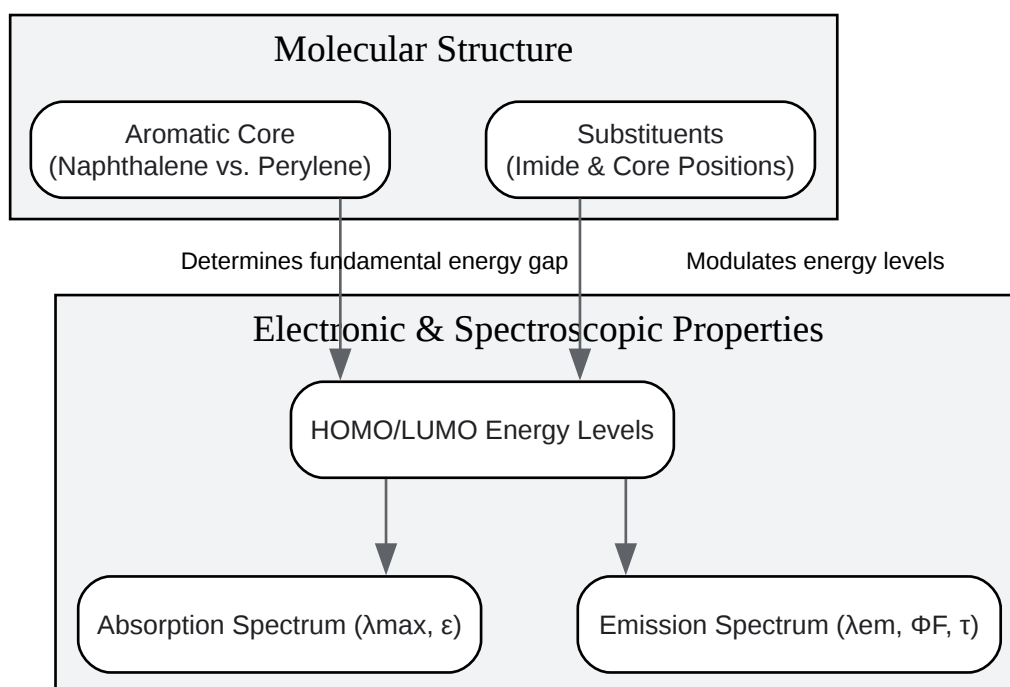 Molecular Structure
Aromatic Core
(Naphthalene vs. Perylene)
Substituents
(Imide & Core Positions)
Determines fundamental energy gap
Modulates energy levels
Electronic & Spectroscopic Properties
HOMO/LUMO Energy Levels
Absorption Spectrum (λmax, ε)
Emission Spectrum (λem, ΦF, τ)